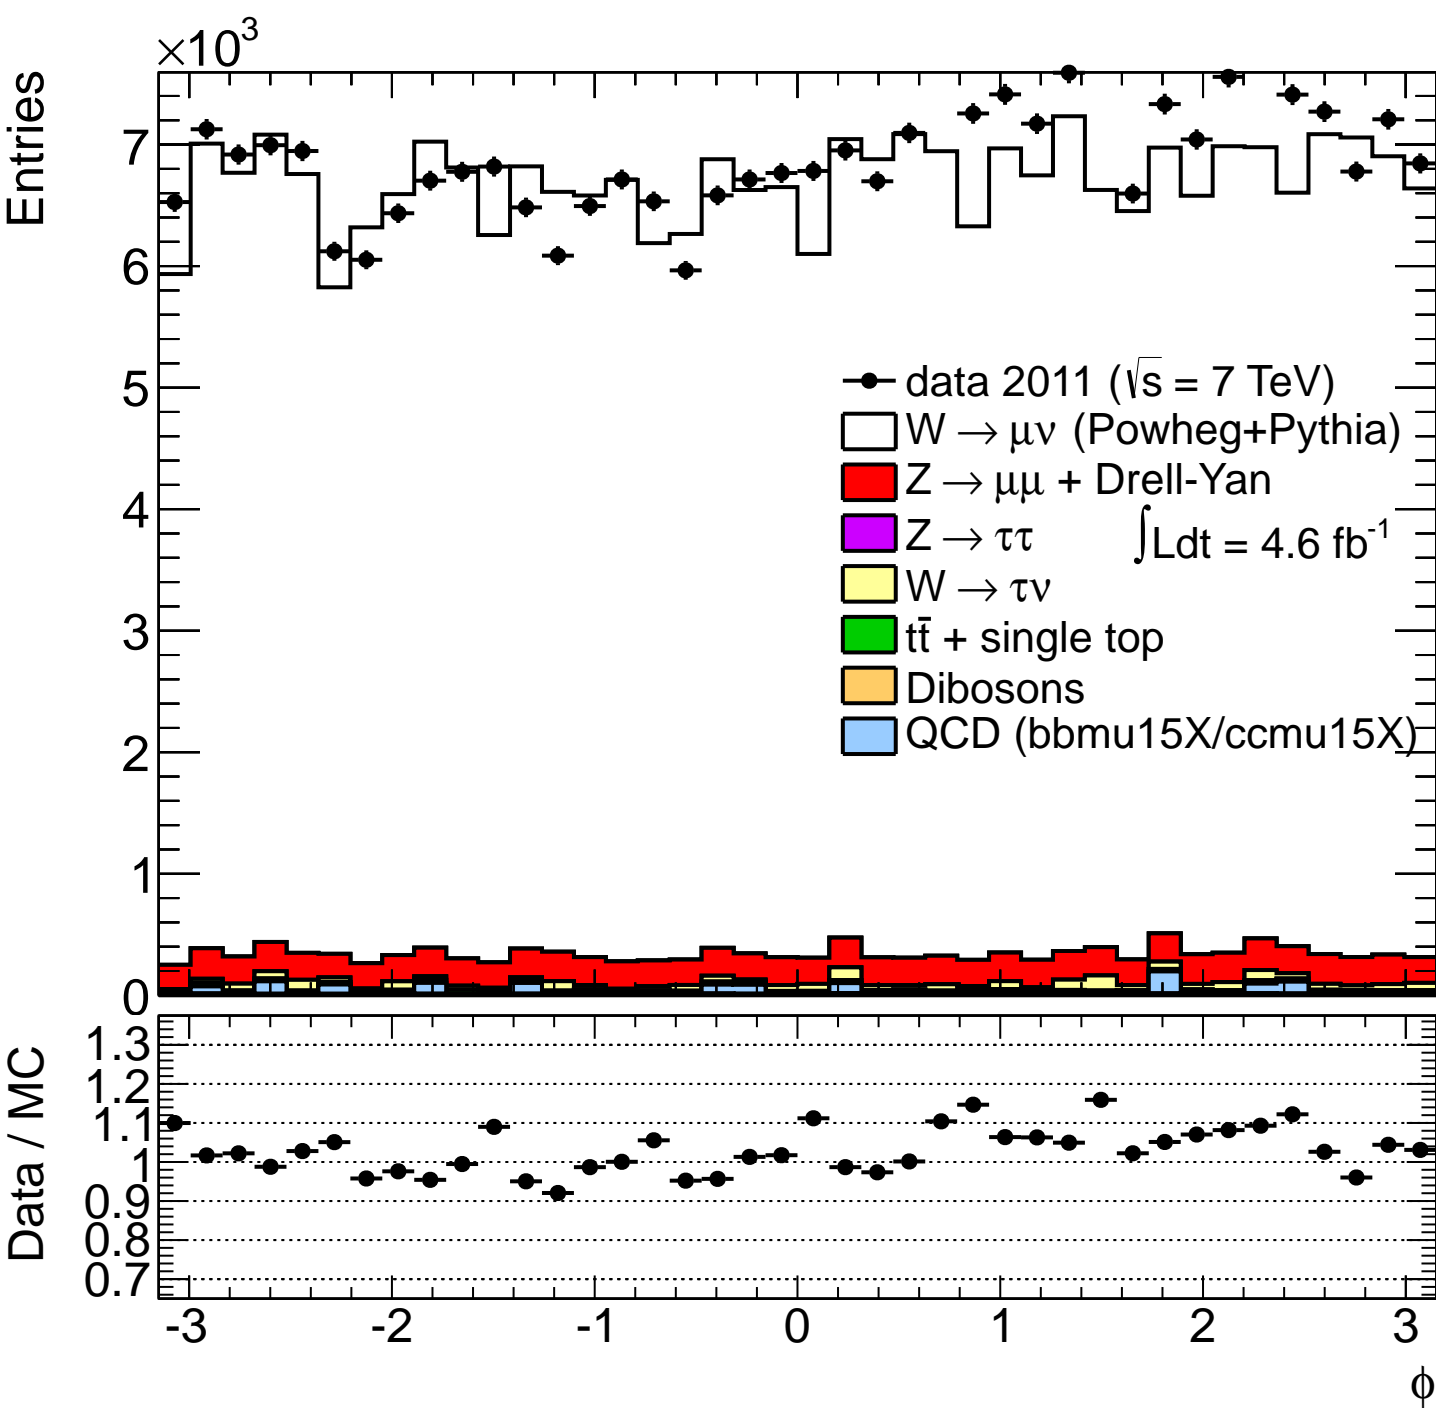 ×10³
Entries
7
6
5
4
3
2
1
0
data 2011 (√s = 7 TeV)
W → μν (Powheg+Pythia)
Z → μμ + Drell-Yan
Z → ττ
∫Ldt = 4.6 fb⁻¹
W → τν
tt̄ + single top
Dibosons
QCD (bbmu15X/ccmu15X)
Data / MC
1.3
1.2
1.1
1
0.9
0.8
0.7
-3 -2 -1 0 1 2 3
ϕ